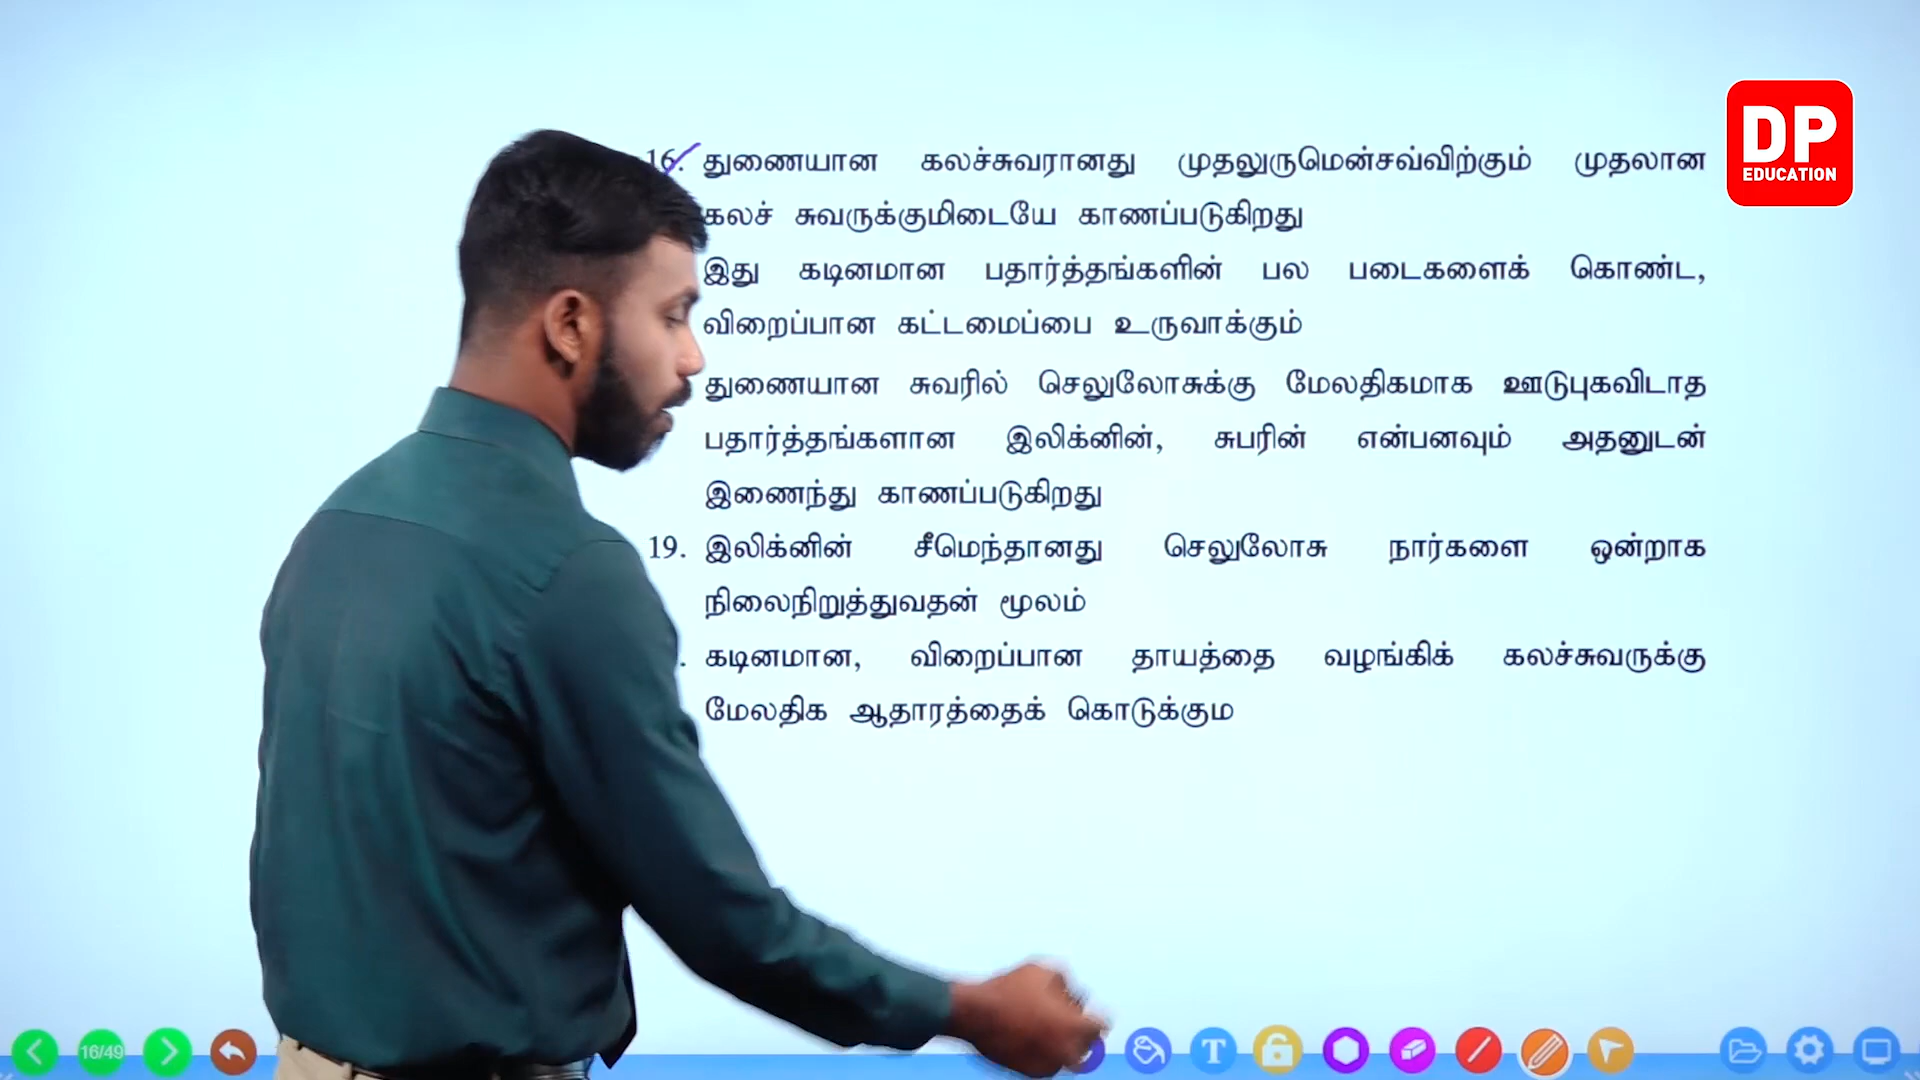 DP
EDUCATION
16. துணையான கலச்சுவரானது முதலுருமென்சவ்விற்கும் முதலான
கலச் சுவருக்குமிடையே காணப்படுகிறது
இது கடினமான பதார்த்தங்களின் பல படைகளைக் கொண்ட,
விறைப்பான கட்டமைப்பை உருவாக்கும்
துணையான சுவரில் செலுலோசுக்கு மேலதிகமாக ஊடுபுகவிடாத
பதார்த்தங்களான இலிக்னின், சுபரின் என்பனவும் அதனுடன்
இணைந்து காணப்படுகிறது
19. இலிக்னின் சீமெந்தானது செலுலோசு நார்களை ஒன்றாக
நிலைநிறுத்துவதன் மூலம்
. கடினமான, விறைப்பான தாயத்தை வழங்கிக் கலச்சுவருக்கு
மேலதிக ஆதாரத்தைக் கொடுக்கும
16/49
T